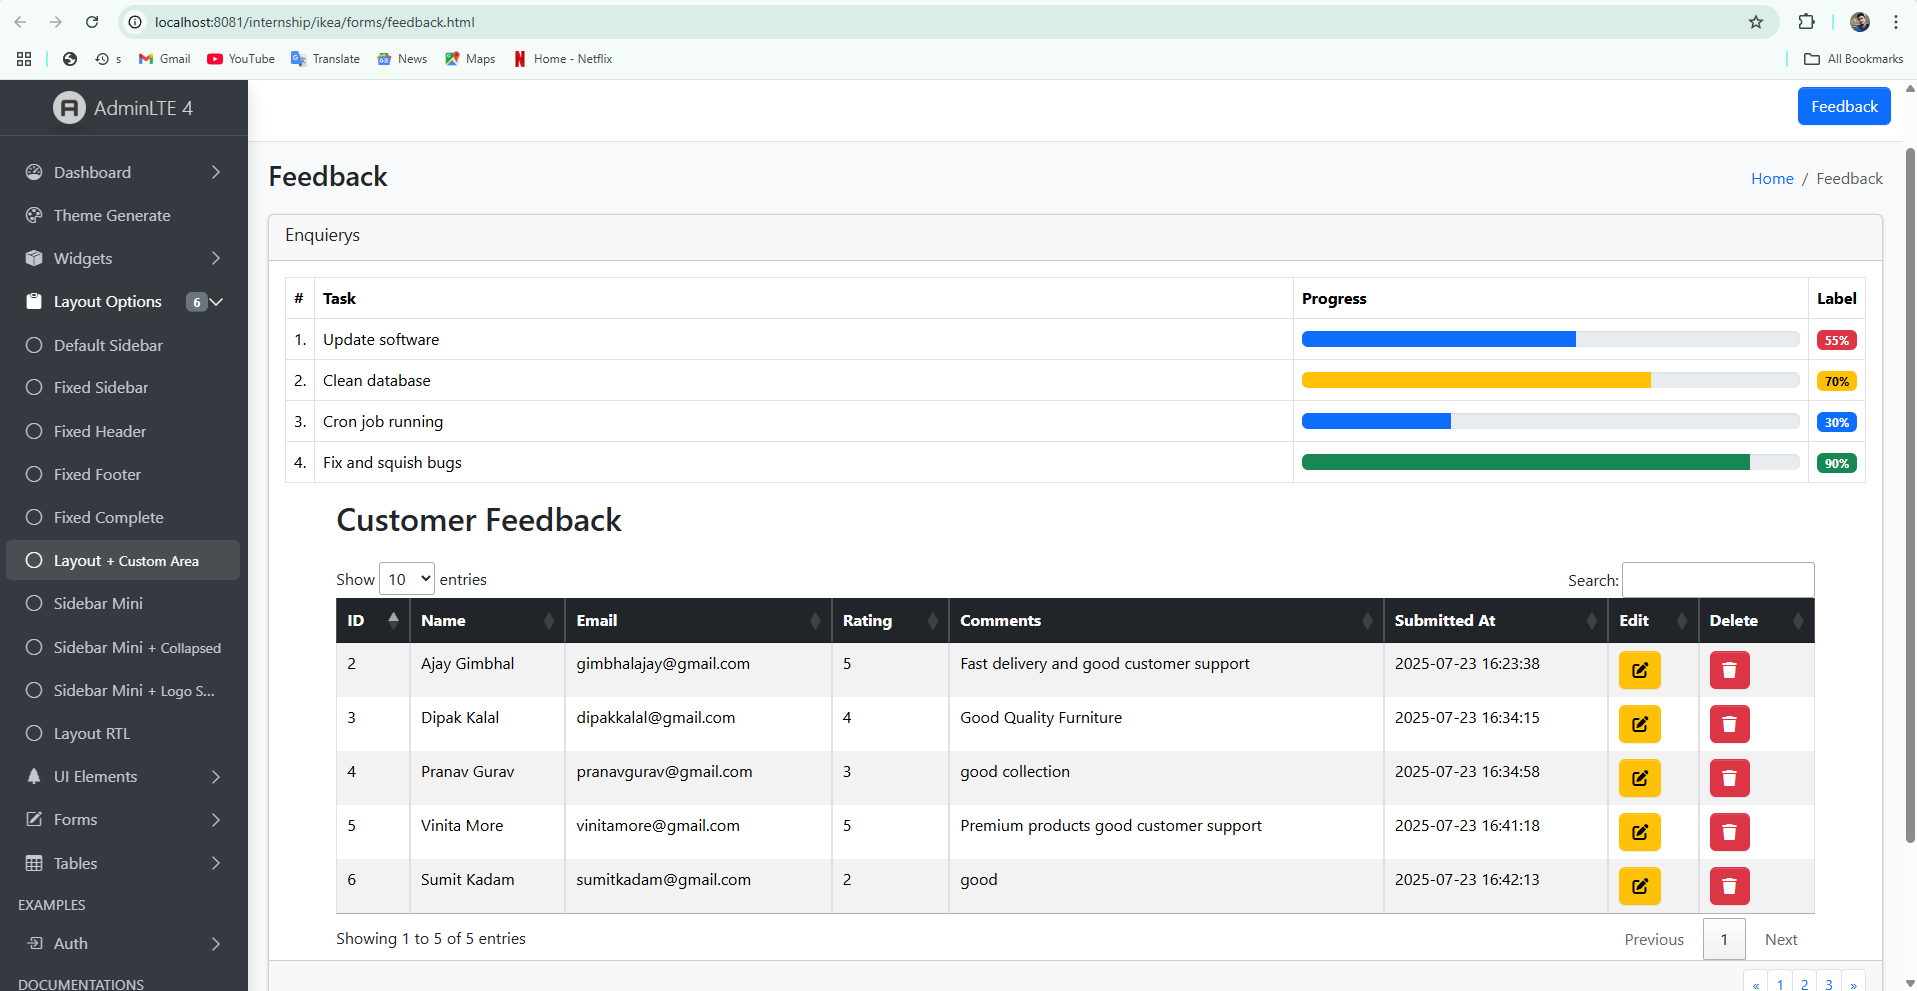 localhost:8081/internship/ikea/forms/feedback.html
s Gmail YouTube Translate News Maps Home - Netflix All Bookmarks
AdminLTE 4
Dashboard
Theme Generate
Widgets
Layout Options 6
Default Sidebar
Fixed Sidebar
Fixed Header
Fixed Footer
Fixed Complete
Layout + Custom Area
Sidebar Mini
Sidebar Mini + Collapsed
Sidebar Mini + Logo S...
Layout RTL
UI Elements
Forms
Tables
EXAMPLES
Auth
DOCUMENTATIONS
Feedback
Feedback
Home / Feedback
Enquierys
# Task Progress Label
1. Update software 55%
2. Clean database 70%
3. Cron job running 30%
4. Fix and squish bugs 90%
Customer Feedback
Show 10 entries Search:
ID Name Email Rating Comments Submitted At Edit Delete
2 Ajay Gimbhal gimbhalajay@gmail.com 5 Fast delivery and good customer support 2025-07-23 16:23:38
3 Dipak Kalal dipakkalal@gmail.com 4 Good Quality Furniture 2025-07-23 16:34:15
4 Pranav Gurav pranavgurav@gmail.com 3 good collection 2025-07-23 16:34:58
5 Vinita More vinitamore@gmail.com 5 Premium products good customer support 2025-07-23 16:41:18
6 Sumit Kadam sumitkadam@gmail.com 2 good 2025-07-23 16:42:13
Showing 1 to 5 of 5 entries Previous 1 Next
« 1 2 3 »